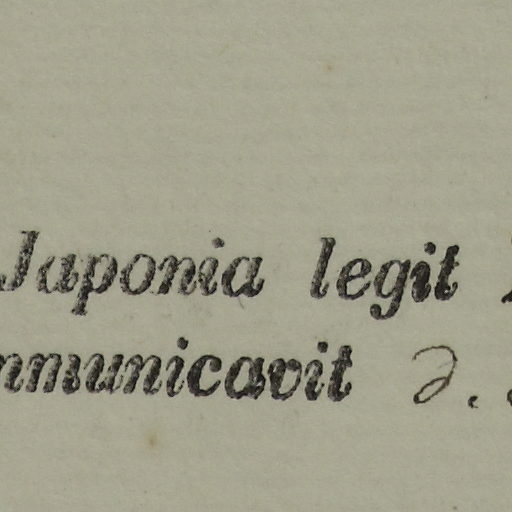 Japonia legit
mmunicavit ∂.